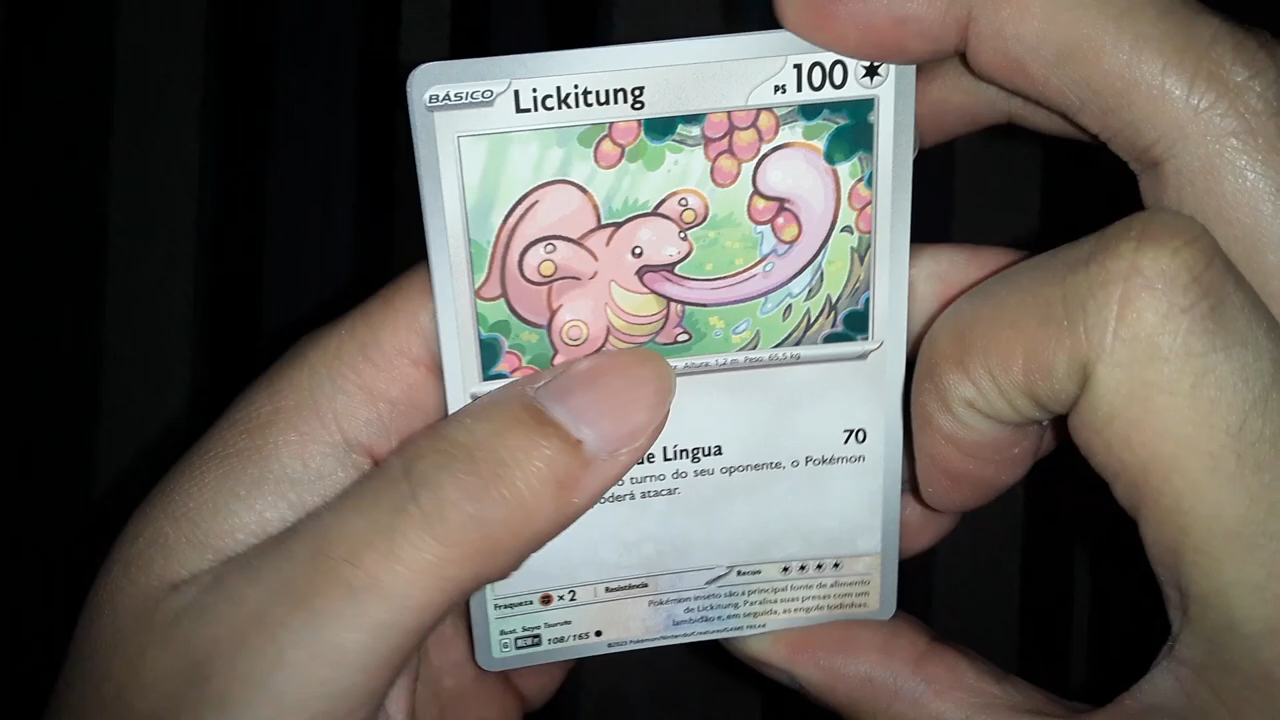 BÁSICO Lickitung PS 100
Altura: 1,2 m Peso: 65,5 kg
de Língua 70
turno do seu oponente, o Pokémon
poderá atacar.
Fraqueza ×2 Resistência Recuo
Pokémon inseto são a principal fonte de alimento
de Lickitung. Paralisa suas presas com um
lambidão e, em seguida, as engole todinhas.
Ilust. Saya Tsuruta
G MEW 108/165
©2023 Pokémon/Nintendo/Creatures/GAME FREAK